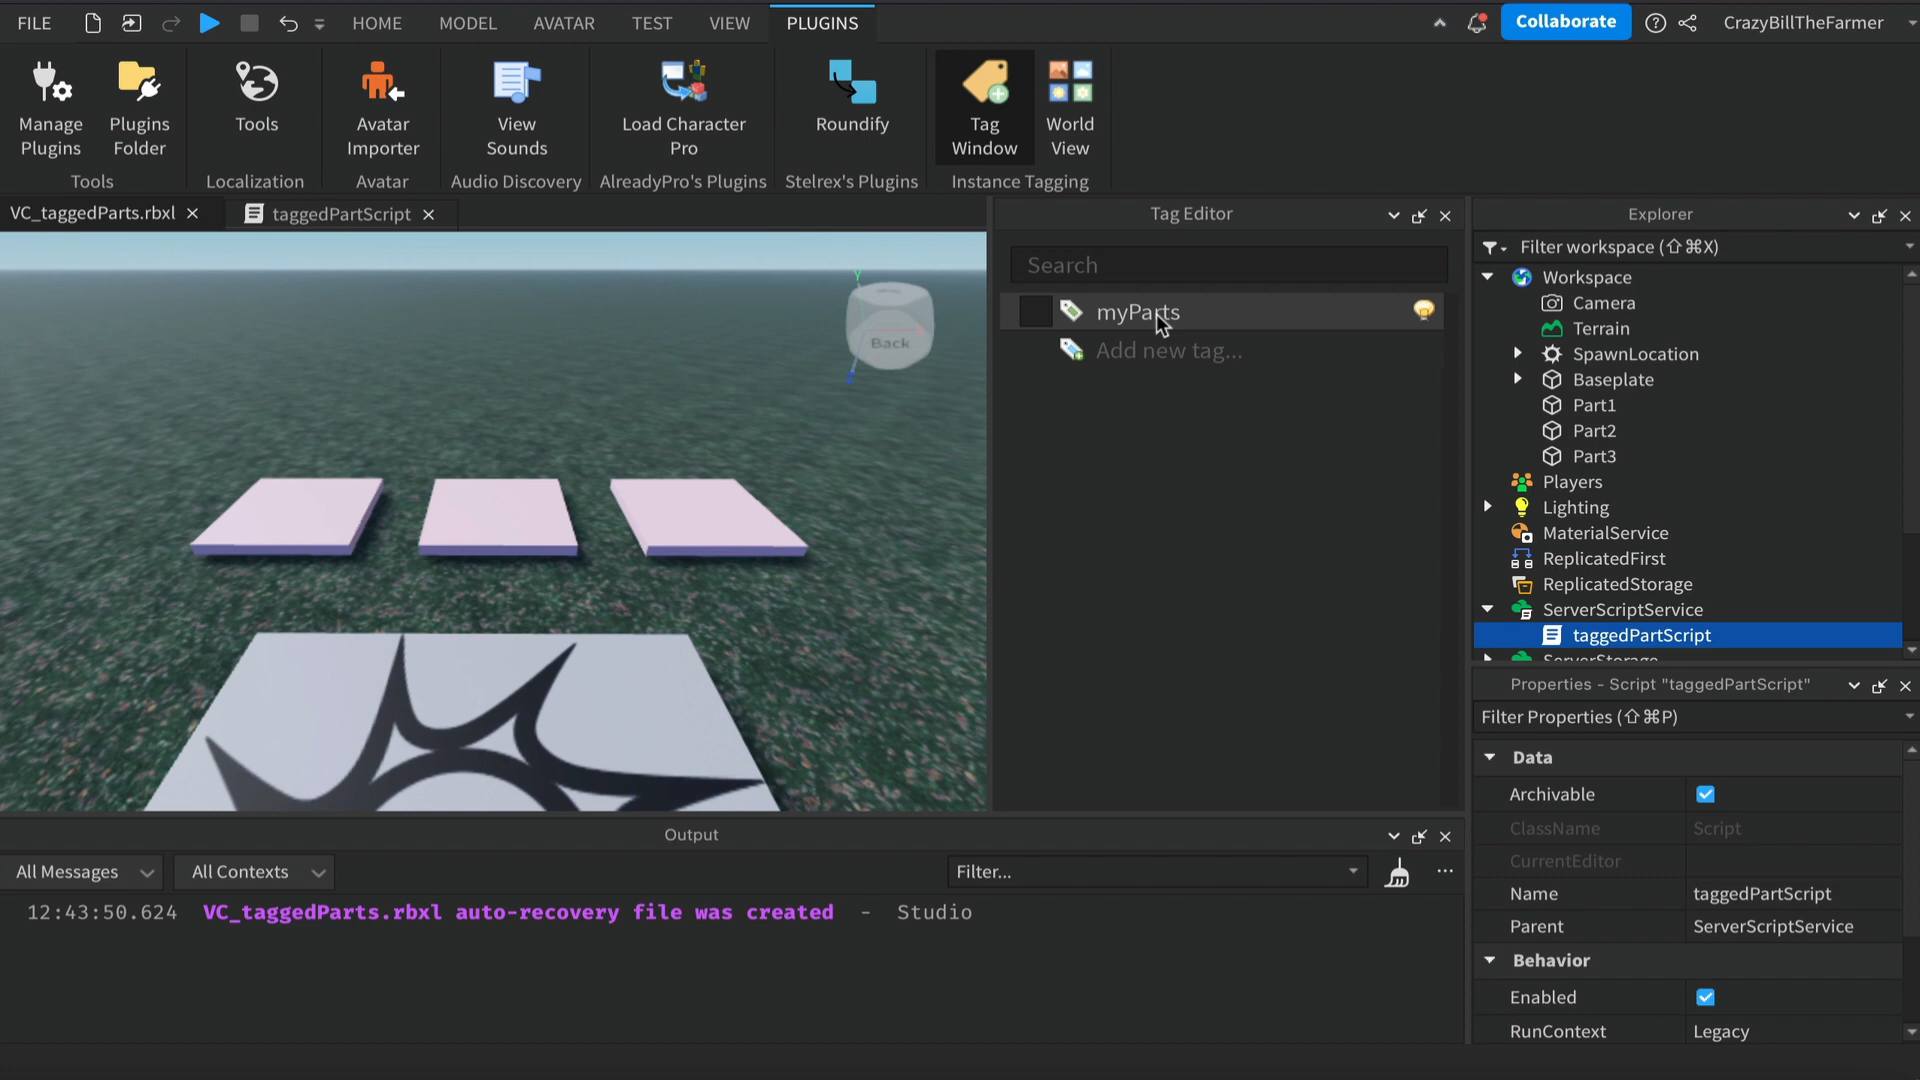 FILE
HOME
MODEL
AVATAR
TEST
VIEW
PLUGINS
Collaborate
CrazyBillTheFarmer
Manage
Plugins
Plugins
Folder
Tools
Avatar
Importer
View
Sounds
Load Character
Pro
Roundify
Tag
Window
World
View
Tools
Localization
Avatar
Audio Discovery
AlreadyPro's Plugins
Stelrex's Plugins
Instance Tagging
VC_taggedParts.rbxl
taggedPartScript
Y
Back
Z
Tag Editor
Search
myParts
Add new tag...
Explorer
Filter workspace (⇧⌘X)
Workspace
Camera
Terrain
SpawnLocation
Baseplate
Part1
Part2
Part3
Players
Lighting
MaterialService
ReplicatedFirst
ReplicatedStorage
ServerScriptService
taggedPartScript
ServerStorage
Properties - Script "taggedPartScript"
Filter Properties (⇧⌘P)
Data
Archivable
ClassName Script
CurrentEditor
Name taggedPartScript
Parent ServerScriptService
Behavior
Enabled
RunContext Legacy
Output
All Messages
All Contexts
Filter...
12:43:50.624 VC_taggedParts.rbxl auto-recovery file was created - Studio